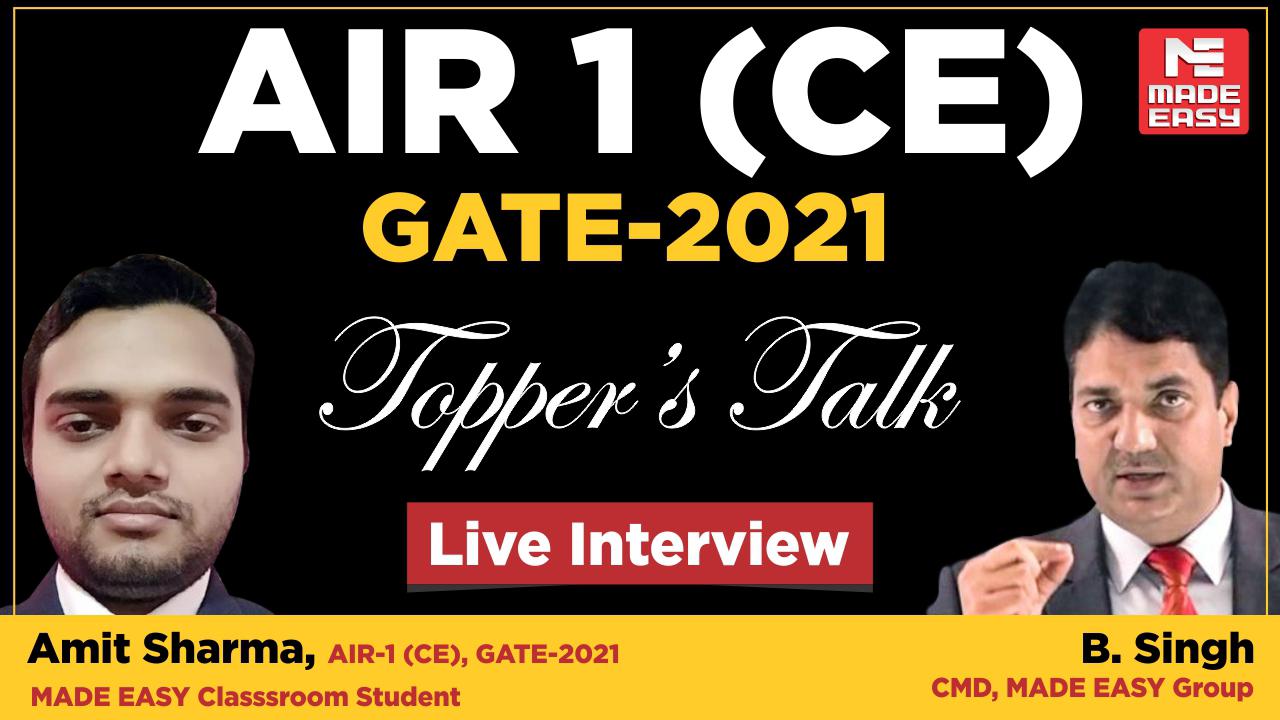 AIR 1 (CE)
MADE
EASY
GATE-2021
Topper's Talk
Live Interview
Amit Sharma, AIR-1 (CE), GATE-2021
MADE EASY Classsroom Student
B. Singh
CMD, MADE EASY Group